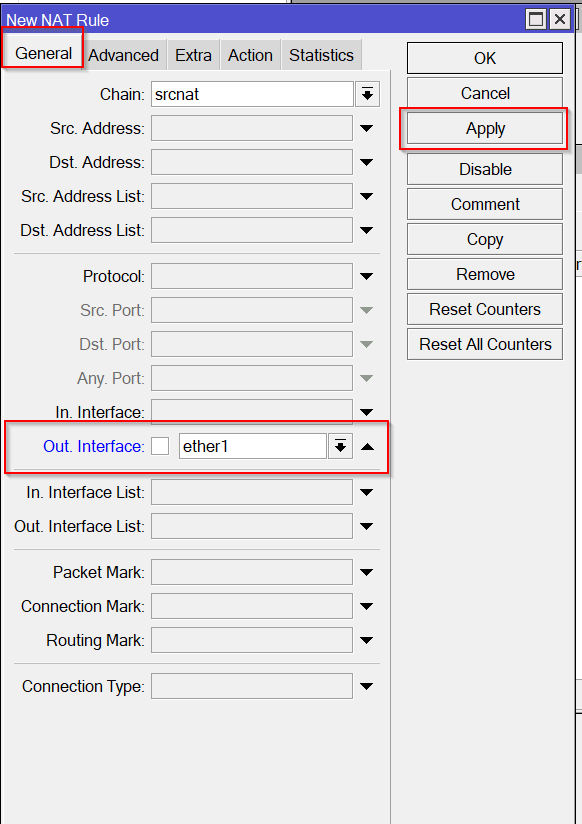 New NAT Rule
General Advanced Extra Action Statistics
OK
Chain: srcnat
Cancel
Src. Address:
Apply
Dst. Address:
Disable
Src. Address List:
Comment
Dst. Address List:
Copy
Protocol:
Remove
Src. Port:
Reset Counters
Dst. Port:
Reset All Counters
Any. Port:
In. Interface:
Out. Interface: ether1
In. Interface List:
Out. Interface List:
Packet Mark:
Connection Mark:
Routing Mark:
Connection Type: